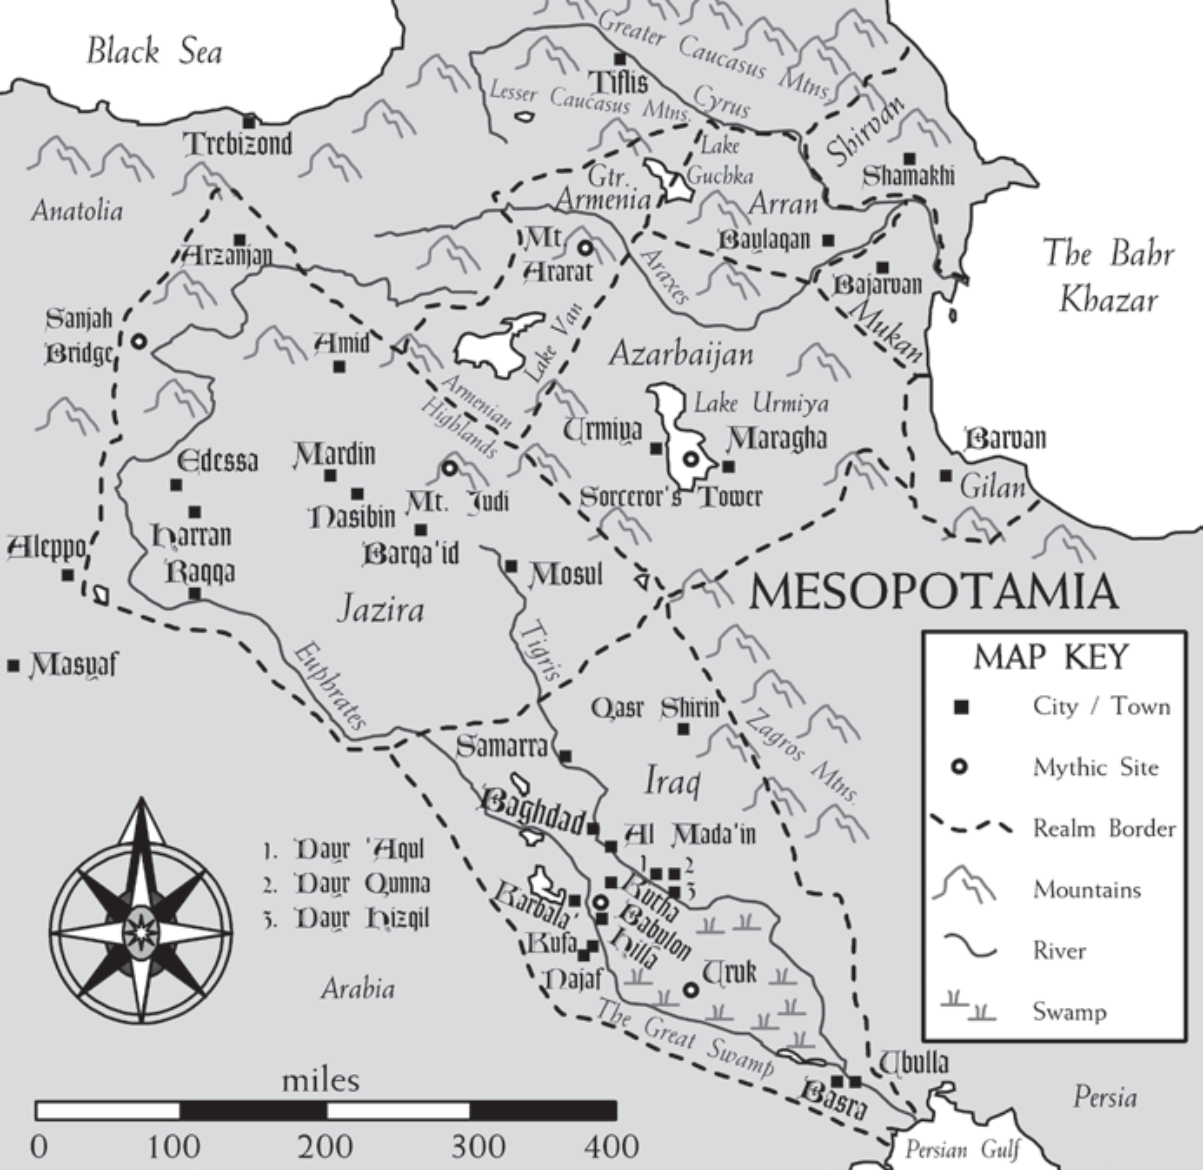 Black Sea
Greater Caucasus Mtns.
Tiflis
Lesser Caucasus Mtns.
Cyrus
Shirvan
Trebizond
Lake
Guchka
Shamakhi
Gtr.
Armenia
Anatolia
Arran
Baylaqan
Mt.
Ararat
Arzanjan
Araxes
Bajarvan
The Bahr
Khazar
Sanjah
Bridge
Mukan
Amid
Lake Van
Azarbaijan
Armenian
Highlands
Lake Urmiya
Urmiya
Maragha
Barvan
Edessa
Mardin
Gilan
Sorceror's Tower
Mt. Judi
Nasibin
Harran
Barqa'id
Aleppo
Raqqa
Mosul
MESOPOTAMIA
Jazira
Tigris
Masyaf
Euphrates
Qasr Shirin
Zagros Mtns.
Samarra
Iraq
Baghdad
Al Mada'in
1 2
3
Kutha
Karbala'
Babylon
Hilla
Kufa
Najaf
Uruk
The Great Swamp
Arabia
Ubulla
Basra
Persia
Persian Gulf
1. Dayr 'Aqul
2. Dayr Qunna
3. Dayr Hizqil
MAP KEY
City / Town
Mythic Site
Realm Border
Mountains
River
Swamp
miles
0 100 200 300 400